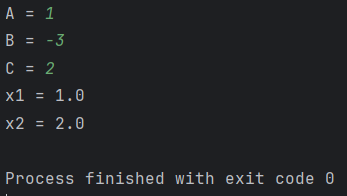 A = 1
B = -3
C = 2
x1 = 1.0
x2 = 2.0
Process finished with exit code 0